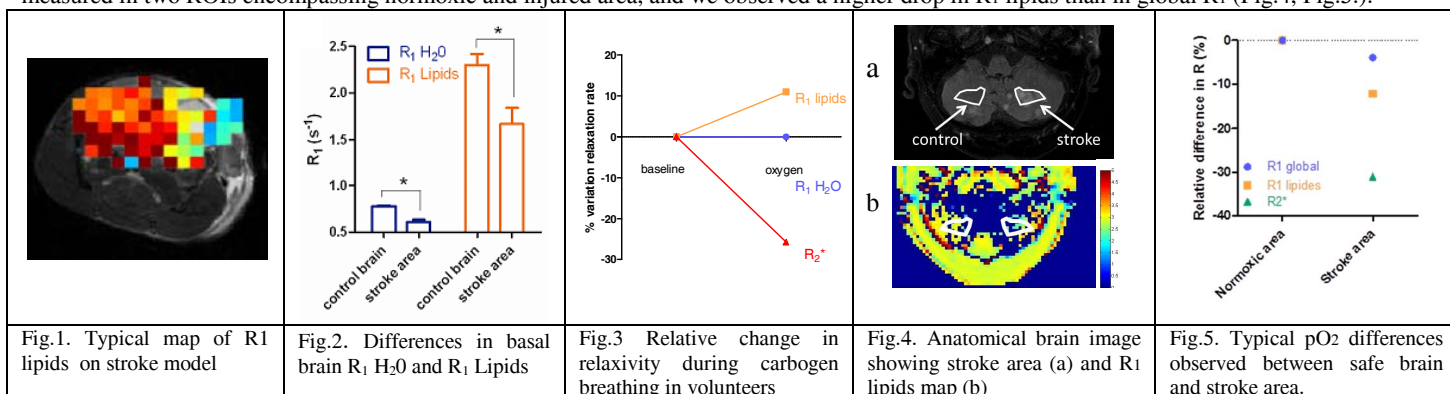 measured in two ROIs encompassing normoxic and injured area, and we observed a higher drop in R1 lipids than in global R1 (Fig.4, Fig.5.).
2.5
2.0
1.5
1.0
0.5
R1 (s-1)
R1 H20
R1 Lipids
*
*
control brain
stroke area
control brain
stroke area
20
10
0
-10
-20
-30
% variation relaxation rate
baseline
oxygen
R1 lipids
R1 H2O
R2*
a
control
stroke
b
0
-10
-20
-30
-40
Relative difference in R (%)
R1 global
R1 lipides
R2*
Normoxic area
Stroke area
Fig.1. Typical map of R1
lipids on stroke model
Fig.2. Differences in basal
brain R1 H20 and R1 Lipids
Fig.3 Relative change in
relaxivity during carbogen
breathing in volunteers
Fig.4. Anatomical brain image
showing stroke area (a) and R1
lipids map (b)
Fig.5. Typical pO2 differences
observed between safe brain
and stroke area.